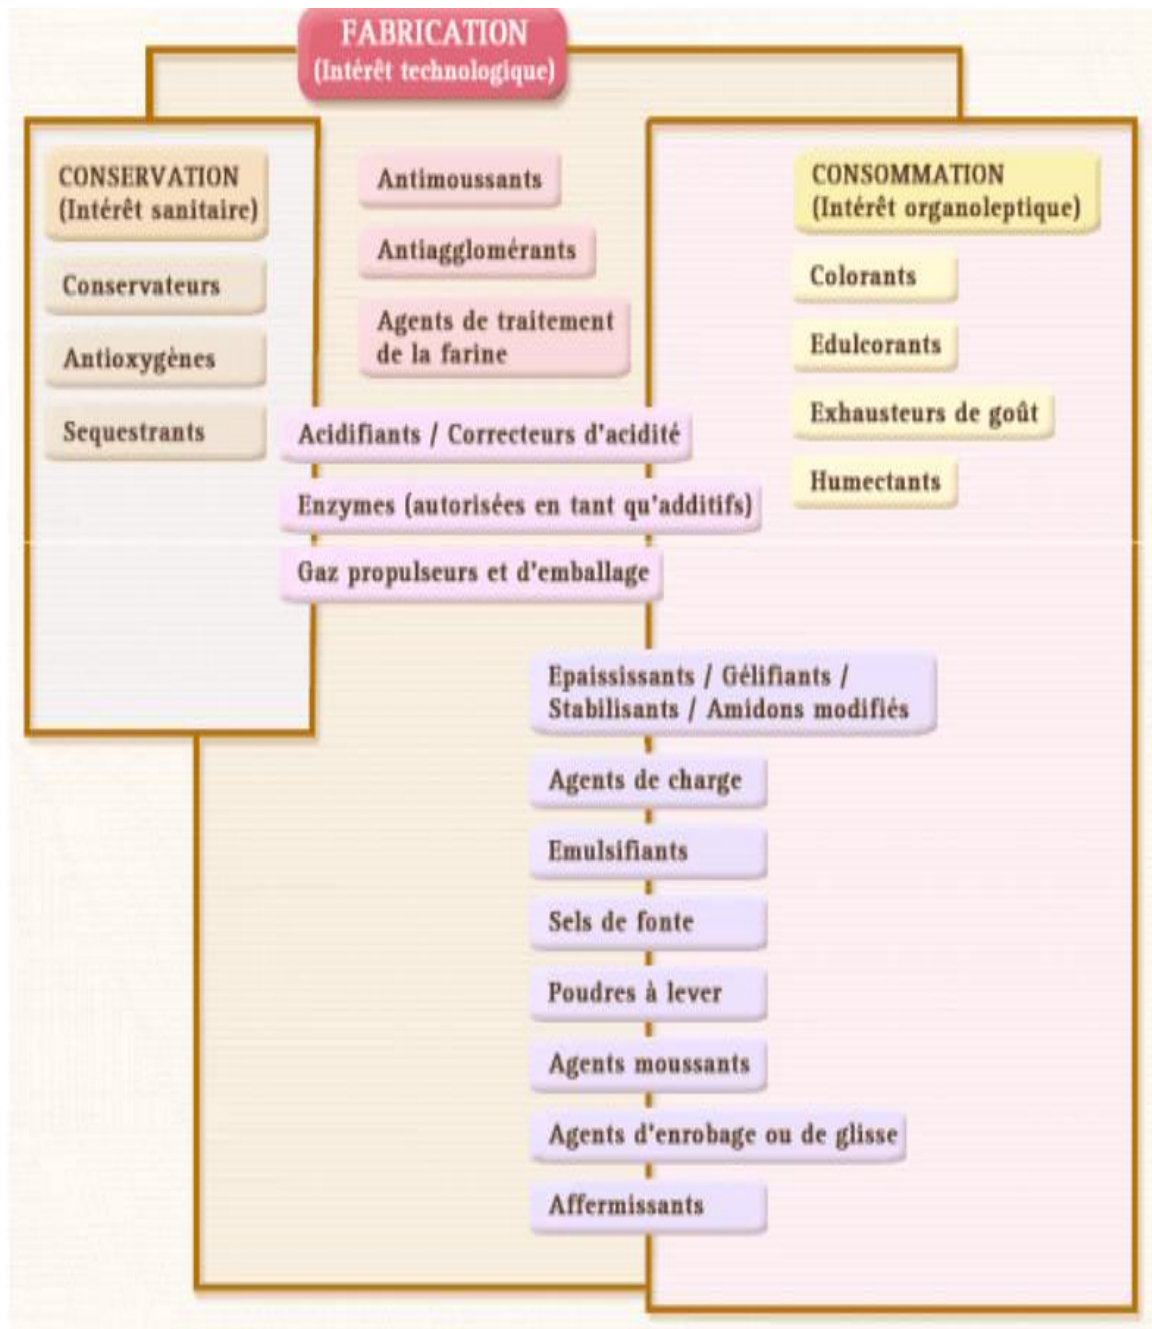 FABRICATION
(Intérêt technologique)
CONSERVATION
(Intérêt sanitaire)
Conservateurs
Antioxygènes
Sequestrants
Antimoussants
Antiagglomérants
Agents de traitement
de la farine
Acidifiants / Correcteurs d'acidité
Enzymes (autorisées en tant qu'additifs)
Gaz propulseurs et d'emballage
CONSOMMATION
(Intérêt organoleptique)
Colorants
Edulcorants
Exhausteurs de goût
Humectants
Epaississants / Gélifiants /
Stabilisants / Amidons modifiés
Agents de charge
Emulsifiants
Sels de fonte
Poudres à lever
Agents moussants
Agents d'enrobage ou de glisse
Affermissants